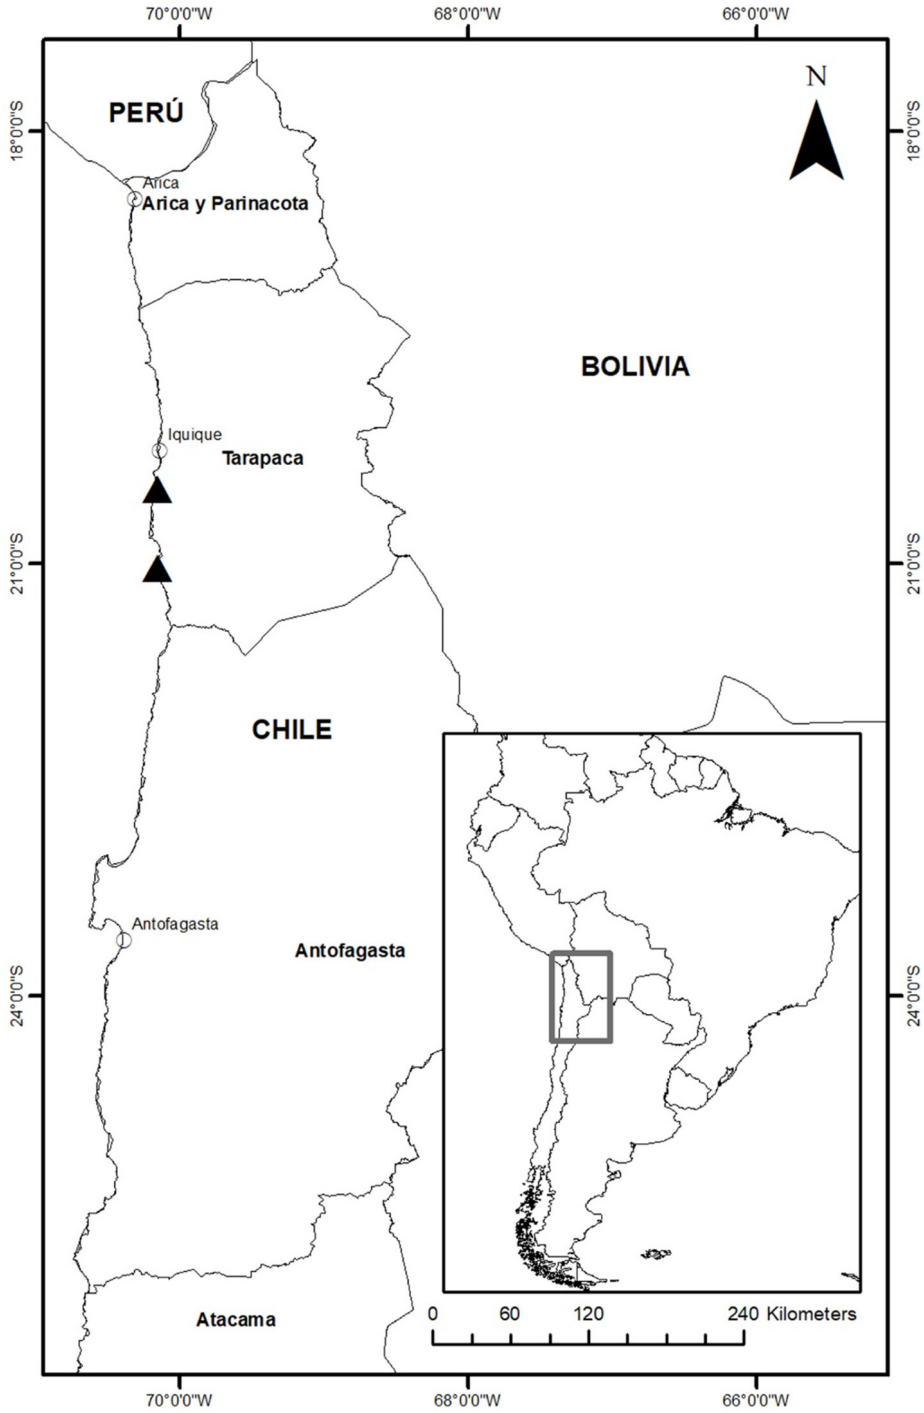 70°0'0"W 68°0'0"W 66°0'0"W
N
PERÚ
18°0'0"S 18°0'0"S
Arica
Arica y Parinacota
BOLIVIA
Iquique
Tarapaca
21°0'0"S 21°0'0"S
CHILE
Antofagasta
Antofagasta
24°0'0"S 24°0'0"S
Atacama
0 60 120 240 Kilometers
70°0'0"W 68°0'0"W 66°0'0"W